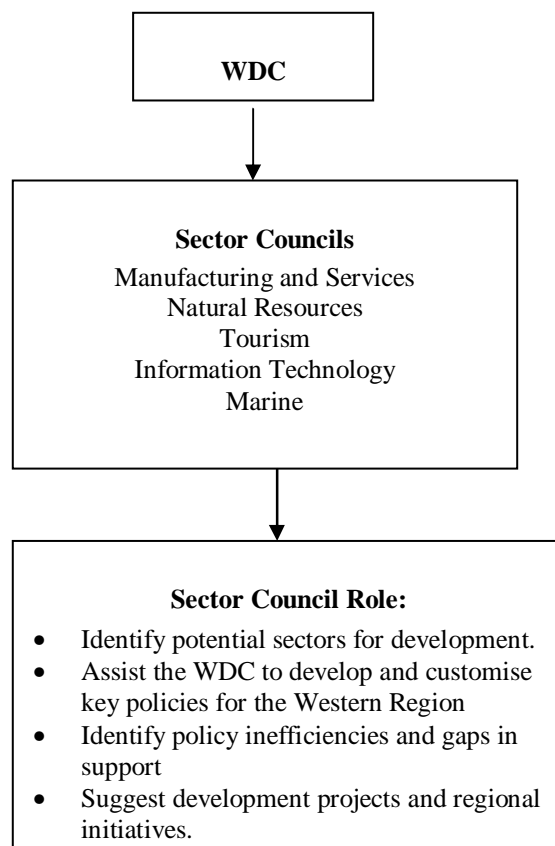 WDC
Sector Councils
Manufacturing and Services
Natural Resources
Tourism
Information Technology
Marine
Sector Council Role:
• Identify potential sectors for development.
• Assist the WDC to develop and customise
key policies for the Western Region
• Identify policy inefficiencies and gaps in
support
• Suggest development projects and regional
initiatives.